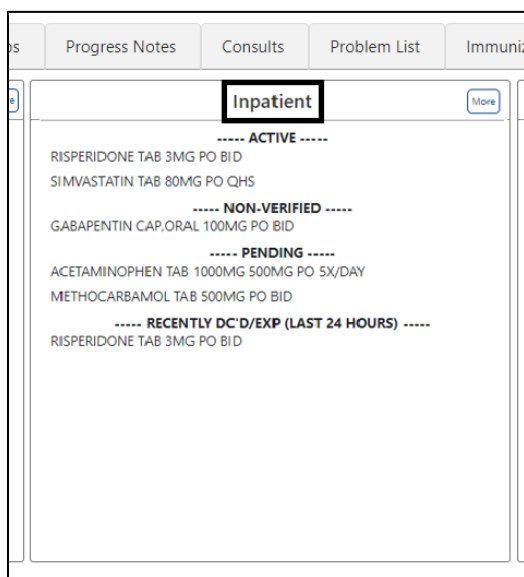 ps Progress Notes Consults Problem List Immuniz
Inpatient More
----- ACTIVE -----
RISPERIDONE TAB 3MG PO BID
SIMVASTATIN TAB 80MG PO QHS
----- NON-VERIFIED -----
GABAPENTIN CAP,ORAL 100MG PO BID
----- PENDING -----
ACETAMINOPHEN TAB 1000MG 500MG PO 5X/DAY
METHOCARBAMOL TAB 500MG PO BID
----- RECENTLY DC'D/EXP (LAST 24 HOURS) -----
RISPERIDONE TAB 3MG PO BID